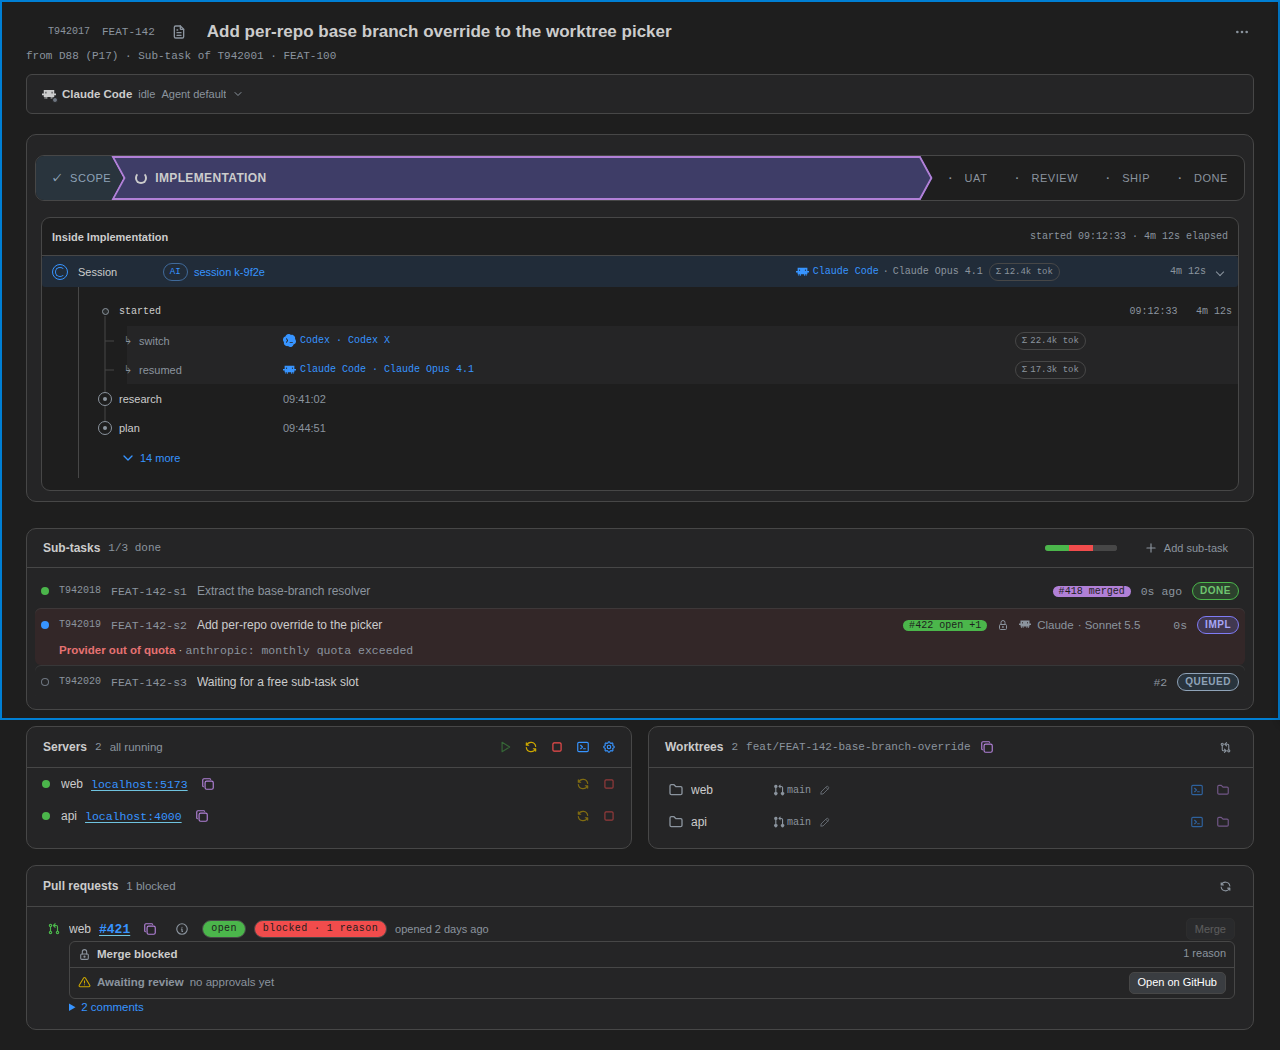 T942017 FEAT-142 Add per-repo base branch override to the worktree picker
from D88 (P17) · Sub-task of T942001 · FEAT-100
Claude Code idle Agent default
SCOPE IMPLEMENTATION · UAT · REVIEW · SHIP · DONE
Inside Implementation started 09:12:33 · 4m 12s elapsed
Session AI session k-9f2e Claude Code · Claude Opus 4.1 Σ 12.4k tok 4m 12s
started 09:12:33 4m 12s
↳ switch Codex · Codex X Σ 22.4k tok
↳ resumed Claude Code · Claude Opus 4.1 Σ 17.3k tok
research 09:41:02
plan 09:44:51
14 more
Sub-tasks 1/3 done Add sub-task
T942018 FEAT-142-s1 Extract the base-branch resolver #418 merged 0s ago DONE
T942019 FEAT-142-s2 Add per-repo override to the picker #422 open +1 Claude · Sonnet 5.5 0s IMPL
Provider out of quota · anthropic: monthly quota exceeded
T942020 FEAT-142-s3 Waiting for a free sub-task slot #2 QUEUED
Servers 2 all running
web localhost:5173
api localhost:4000
Worktrees 2 feat/FEAT-142-base-branch-override
web main
api main
Pull requests 1 blocked
web #421 open blocked · 1 reason opened 2 days ago Merge
Merge blocked 1 reason
Awaiting review no approvals yet Open on GitHub
2 comments